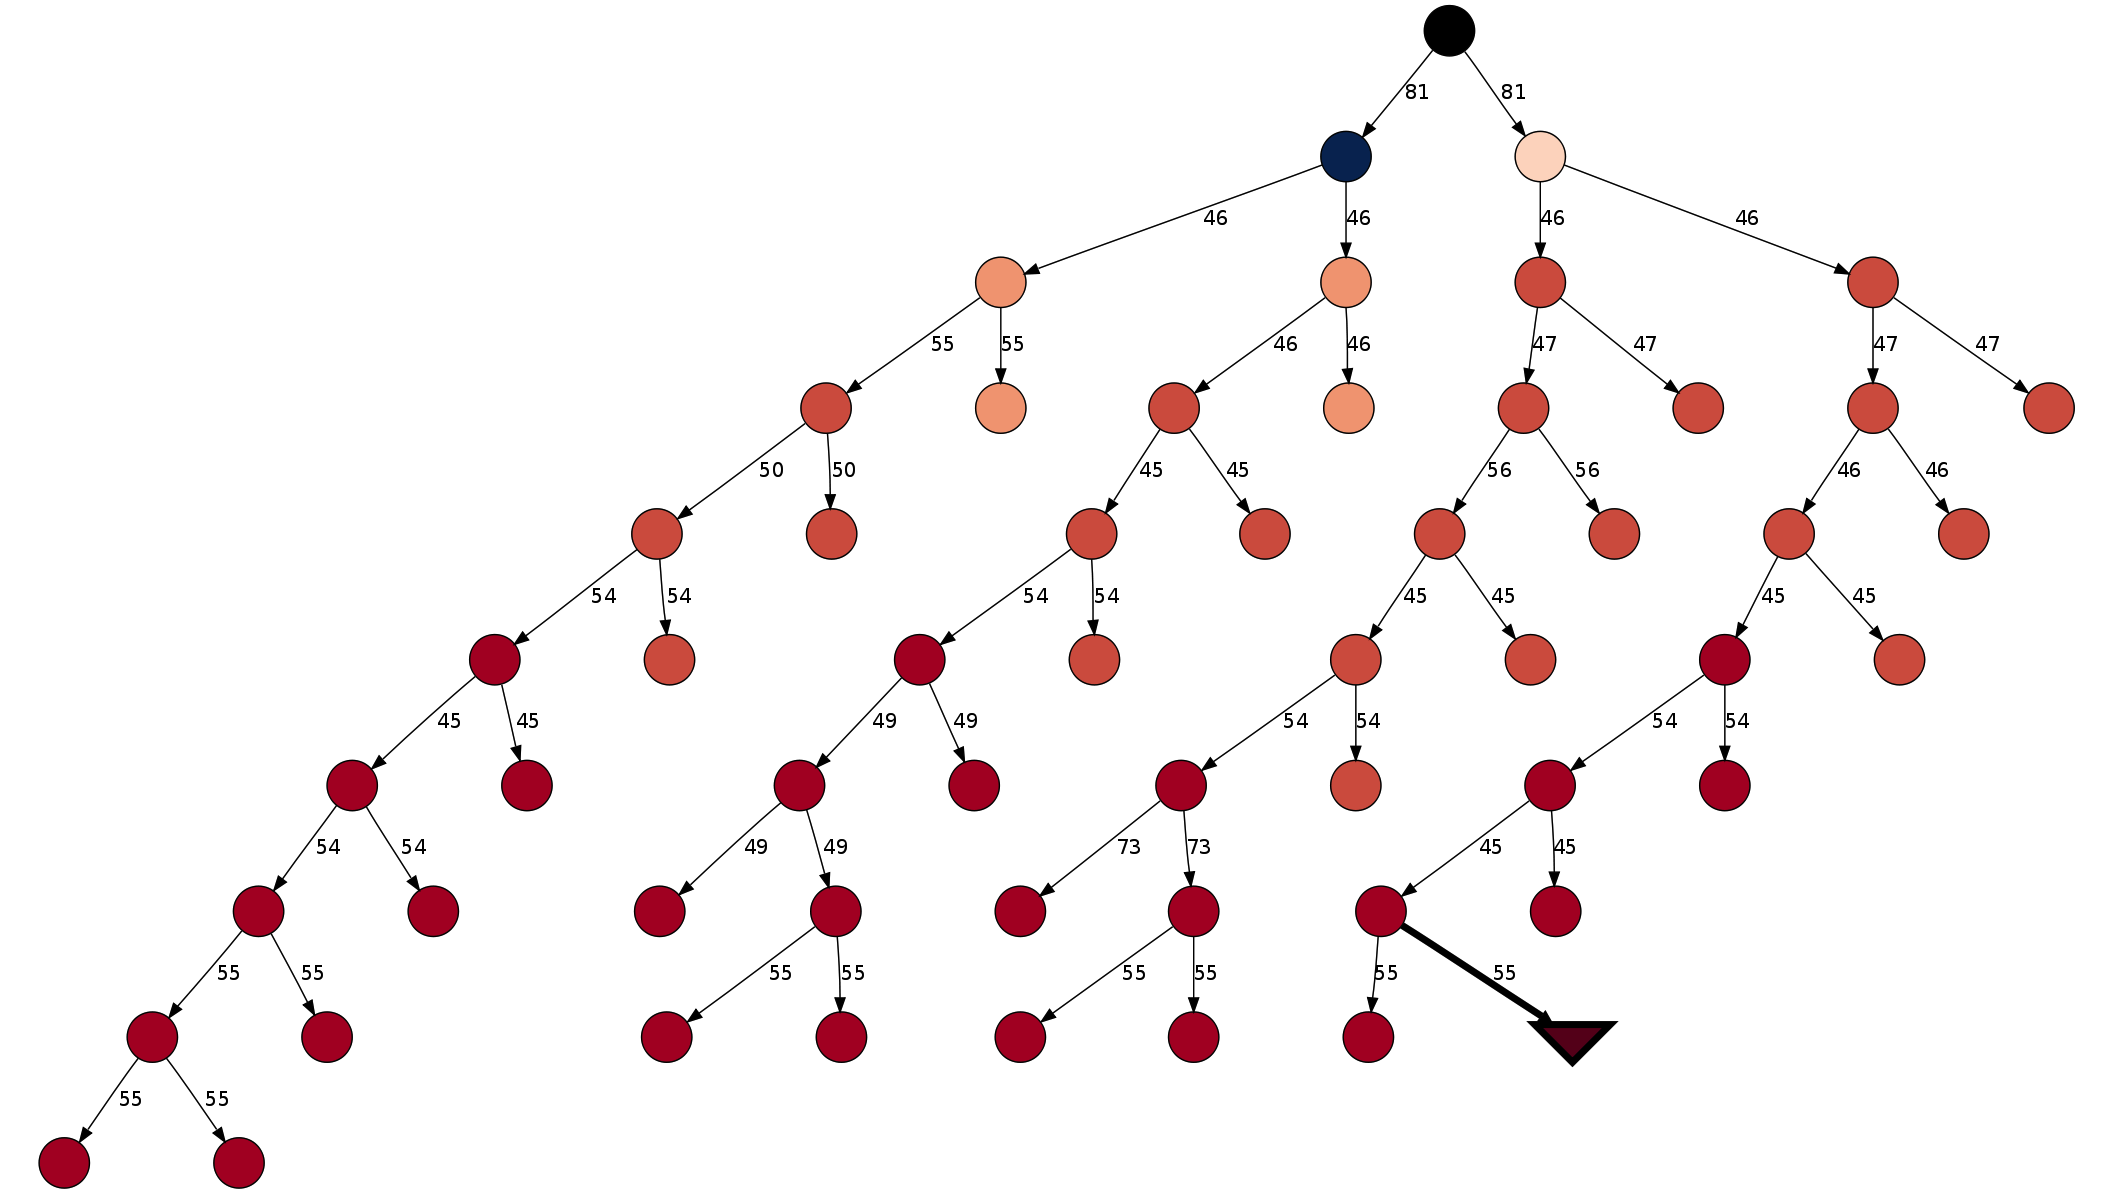 81 81
46 46 46 46
55 55 46 46 47 47 47 47
50 50 45 45 56 56 46 46
54 54 54 54 45 45 45 45
45 45 49 49 54 54 54 54
54 54 49 49 73 73 45 45
55 55 55 55 55 55 55 55
55 55